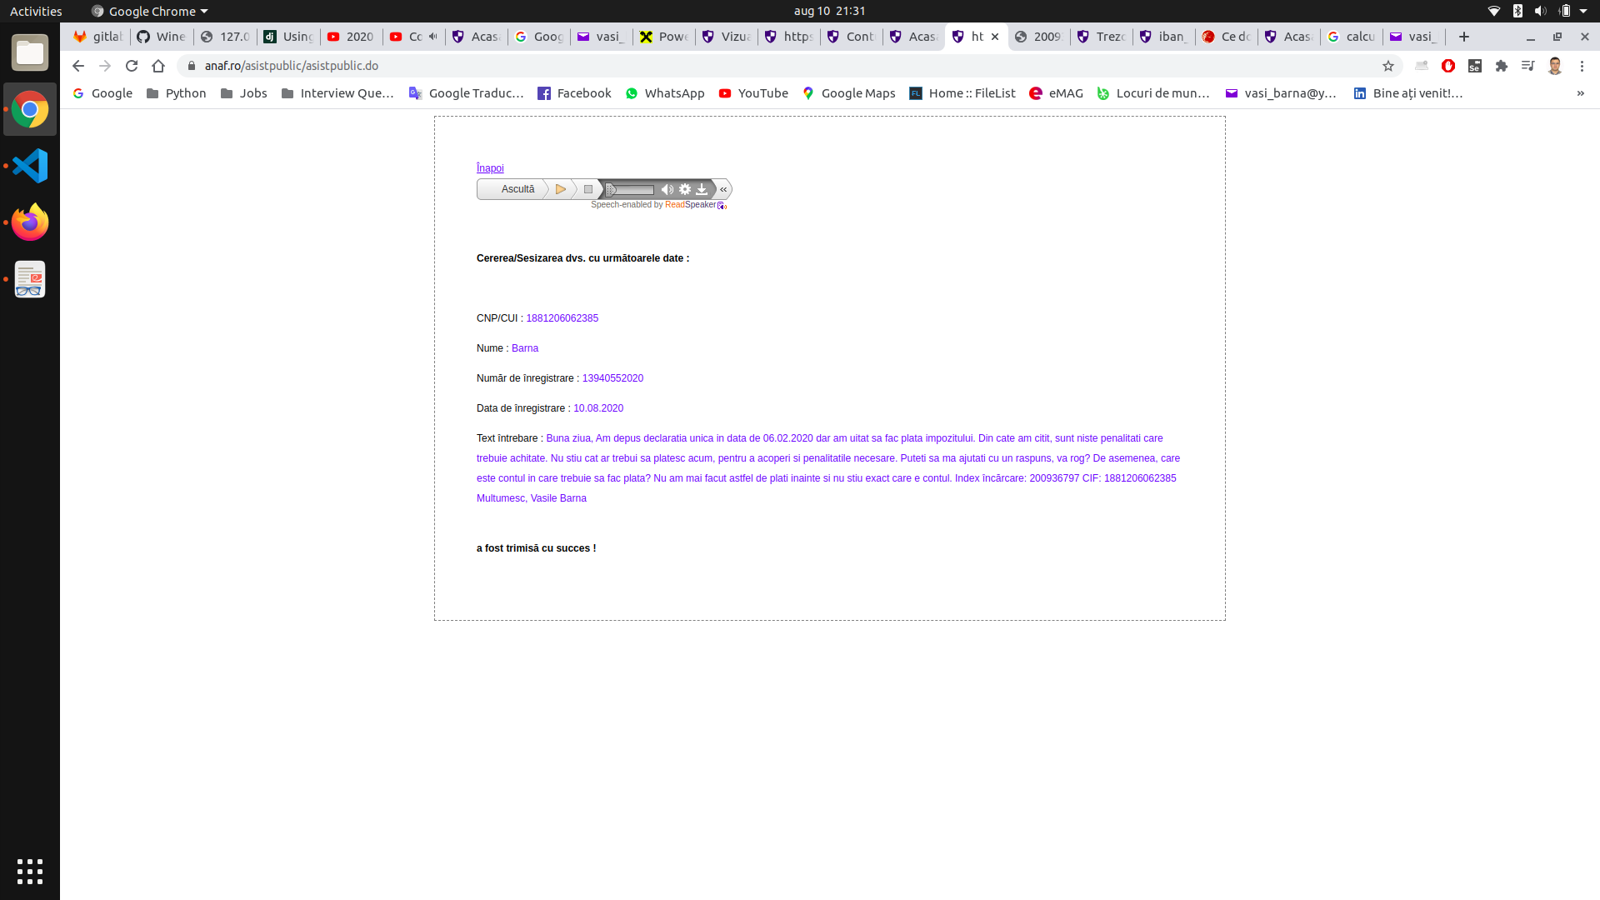 Activities
Google Chrome
aug 10 21:31
gitlab
Wine
127.0
Using
2020
Co
Acasă
Goog
vasi_
Powe
Vizua
https
Cont
Acasă
ht
2009
Trezo
iban_
Ce do
Acasă
calcu
vasi_
anaf.ro/asistpublic/asistpublic.do
Google
Python
Jobs
Interview Que…
Google Traduc…
Facebook
WhatsApp
YouTube
Google Maps
Home :: FileList
eMAG
Locuri de mun…
vasi_barna@y…
Bine ați venit!…
Înapoi
Ascultă
Speech-enabled by ReadSpeaker
Cererea/Sesizarea dvs. cu următoarele date :
CNP/CUI : 1881206062385
Nume : Barna
Număr de înregistrare : 13940552020
Data de înregistrare : 10.08.2020
Text întrebare : Buna ziua, Am depus declaratia unica in data de 06.02.2020 dar am uitat sa fac plata impozitului. Din cate am citit, sunt niste penalitati care
trebuie achitate. Nu stiu cat ar trebui sa platesc acum, pentru a acoperi si penalitatile necesare. Puteti sa ma ajutati cu un raspuns, va rog? De asemenea, care
este contul in care trebuie sa fac plata? Nu am mai facut astfel de plati inainte si nu stiu exact care e contul. Index încărcare: 200936797 CIF: 1881206062385
Multumesc, Vasile Barna
a fost trimisă cu succes !